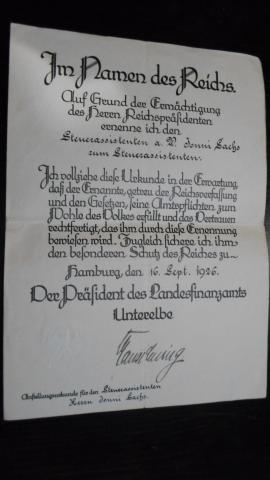 Im Namen des Reichs.
Auf Grund der Ermächtigung
des Herrn Reichspräsidenten
ernenne ich den
Steuerassistenten a. P. Jonni Sachs
zum Steuerassistenten.
Ich vollziehe diese Urkunde in der Erwartung,
daß der Ernannte, getreu der Reichsverfassung
und den Gesetzen, seine Amtspflichten zum
Wohle des Volkes erfüllt und das Vertrauen
rechtfertigt, das ihm durch diese Ernennung
bewiesen wird. Zugleich sichere ich ihm
den besonderen Schutz des Reiches zu.
Hamburg, den 16. Sept. 1926.
Der Präsident des Landesfinanzamts
Unterelbe
Anstellungsurkunde für den Steuerassistenten
Herrn Jonni Sachs.